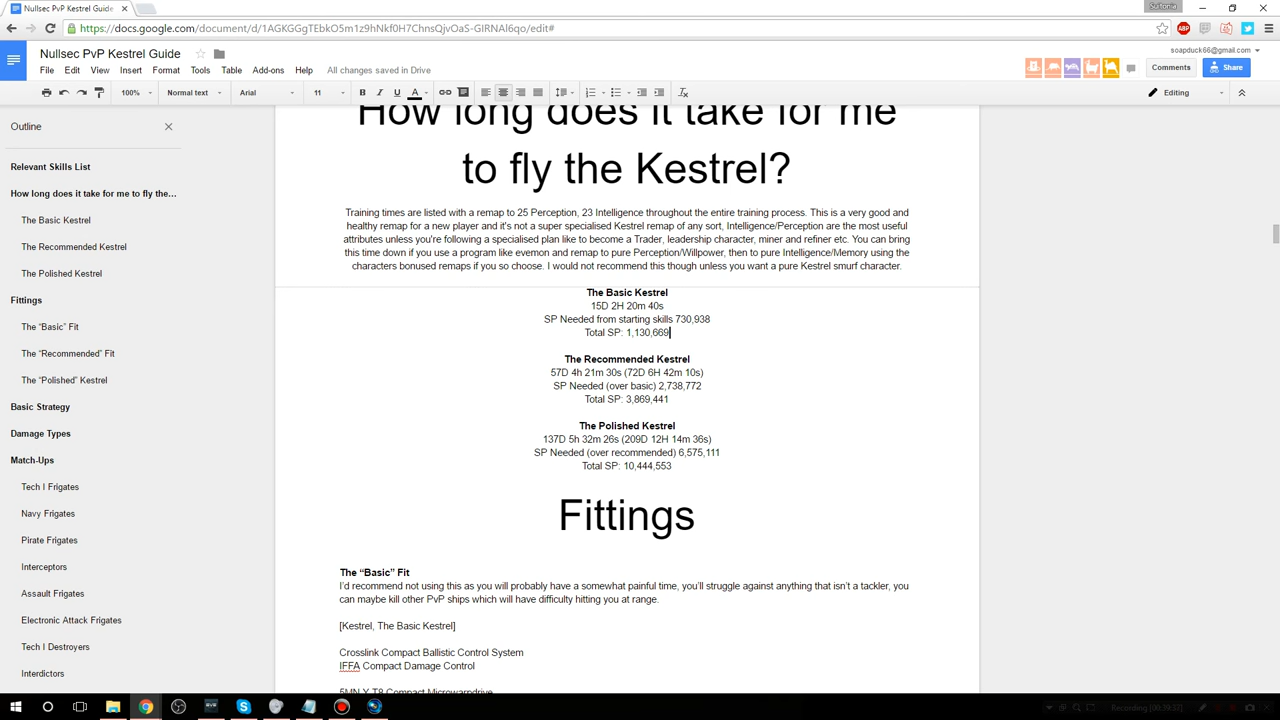 Nullsec PvP Kestrel Guide
Sultonia
https://docs.google.com/document/d/1AGKGGgTEbkO5m1z9hNkf0H7ChnsQjvOaS-GIRNAl6qo/edit#
Nullsec PvP Kestrel Guide
soapduck66@gmail.com
File Edit View Insert Format Tools Table Add-ons Help All changes saved in Drive
Comments
Share
100%
Normal text
Arial
11
Editing
Outline
Relevant Skills List
How long does it take for me to fly the...
The Basic Kestrel
The Recommended Kestrel
The Polished Kestrel
Fittings
The “Basic” Fit
The “Recommended” Fit
The “Polished” Kestrel
Basic Strategy
Damage Types
Match-Ups
Tech I Frigates
Navy Frigates
Pirate Frigates
Interceptors
Assault Frigates
Electronic Attack Frigates
Tech I Destroyers
Interdictors
How long does it take for me
to fly the Kestrel?
Training times are listed with a remap to 25 Perception, 23 Intelligence throughout the entire training process. This is a very good and
healthy remap for a new player and it's not a super specialised Kestrel remap of any sort, Intelligence/Perception are the most useful
attributes unless you're following a specialised plan like to become a Trader, leadership character, miner and refiner etc. You can bring
this time down if you use a program like evemon and remap to pure Perception/Willpower, then to pure Intelligence/Memory using the
characters bonused remaps if you so choose. I would not recommend this though unless you want a pure Kestrel smurf character.
The Basic Kestrel
15D 2H 20m 40s
SP Needed from starting skills 730,938
Total SP: 1,130,669
The Recommended Kestrel
57D 4h 21m 30s (72D 6H 42m 10s)
SP Needed (over basic) 2,738,772
Total SP: 3,869,441
The Polished Kestrel
137D 5h 32m 26s (209D 12H 14m 36s)
SP Needed (over recommended) 6,575,111
Total SP: 10,444,553
Fittings
The “Basic” Fit
I'd recommend not using this as you will probably have a somewhat painful time, you'll struggle against anything that isn't a tackler, you
can maybe kill other PvP ships which will have difficulty hitting you at range.
[Kestrel, The Basic Kestrel]
Crosslink Compact Ballistic Control System
IFFA Compact Damage Control
5MN Y-T8 Compact Microwarpdrive
Recording [00:39:33]